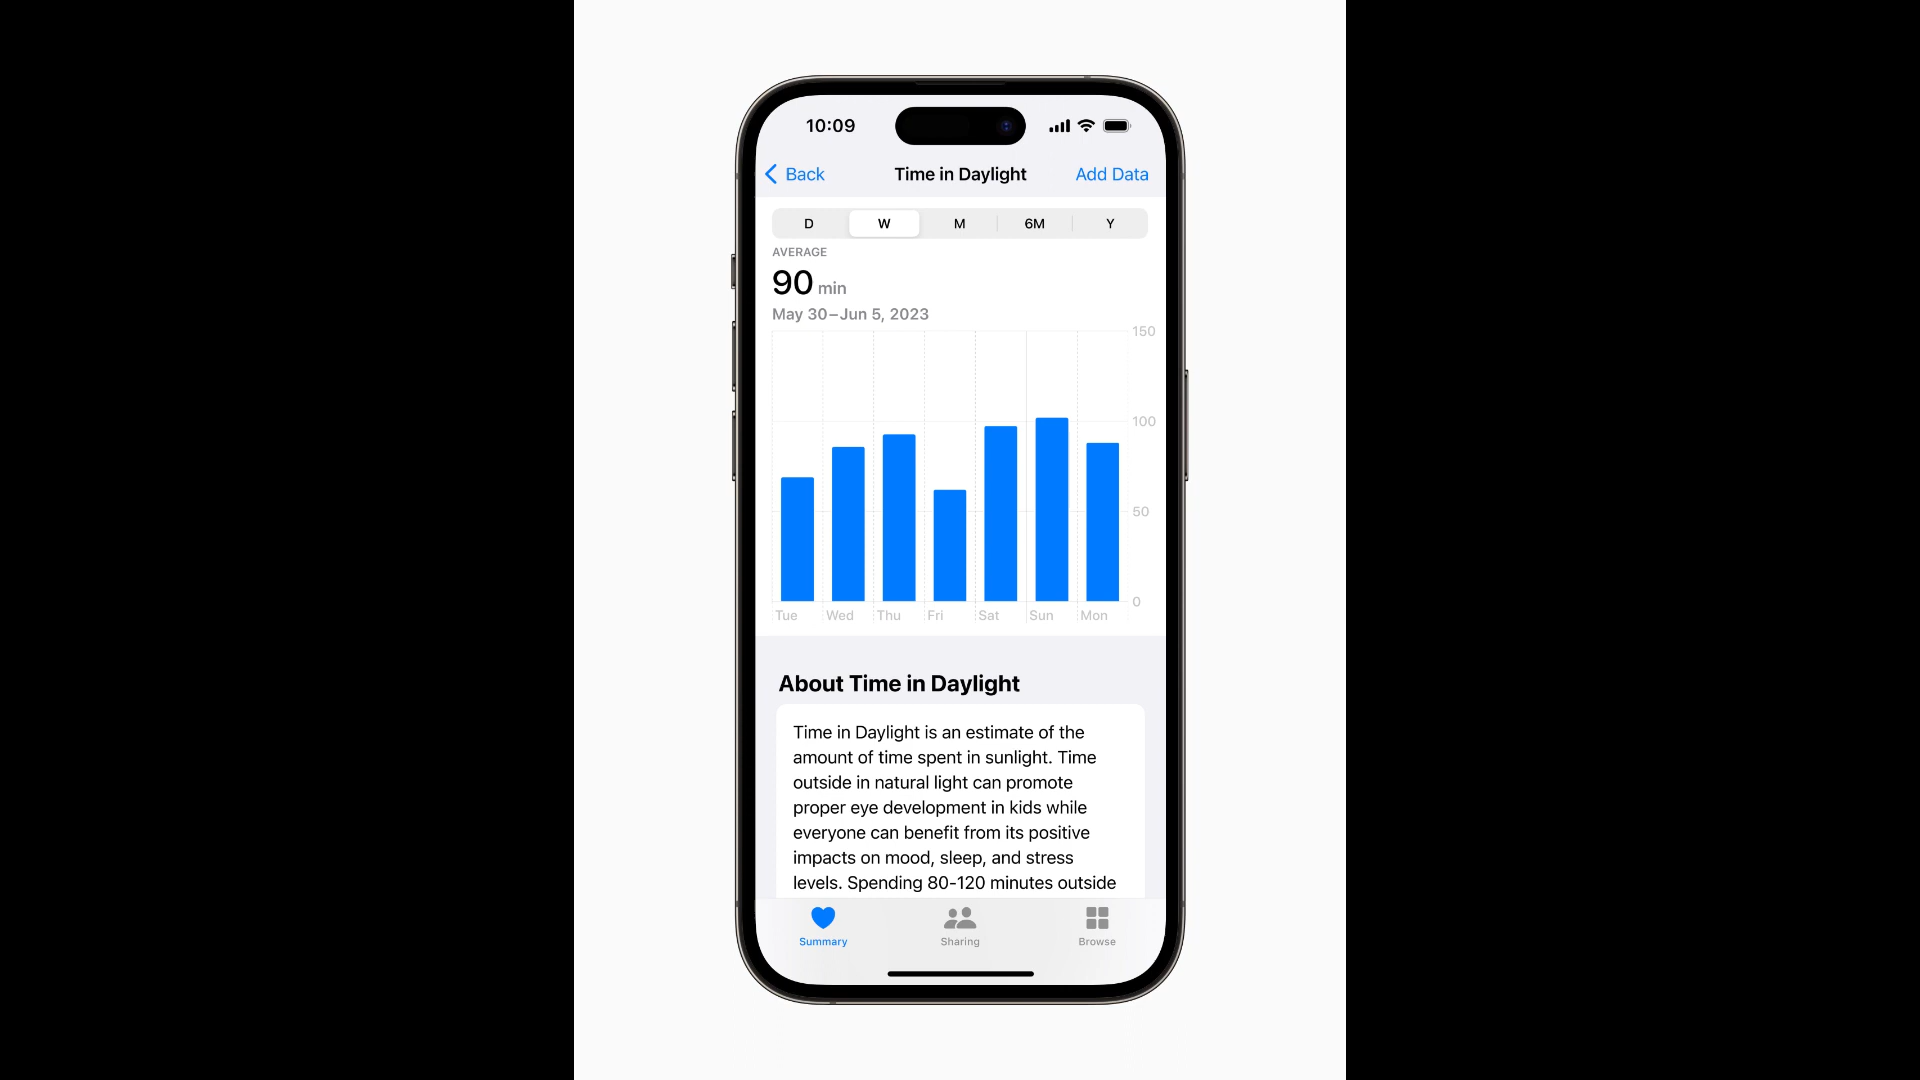 10:09
Back
Time in Daylight
Add Data
D
W
M
6M
Y
AVERAGE
90 min
May 30–Jun 5, 2023
150
100
50
0
Tue
Wed
Thu
Fri
Sat
Sun
Mon
About Time in Daylight
Time in Daylight is an estimate of the
amount of time spent in sunlight. Time
outside in natural light can promote
proper eye development in kids while
everyone can benefit from its positive
impacts on mood, sleep, and stress
levels. Spending 80-120 minutes outside
Summary
Sharing
Browse